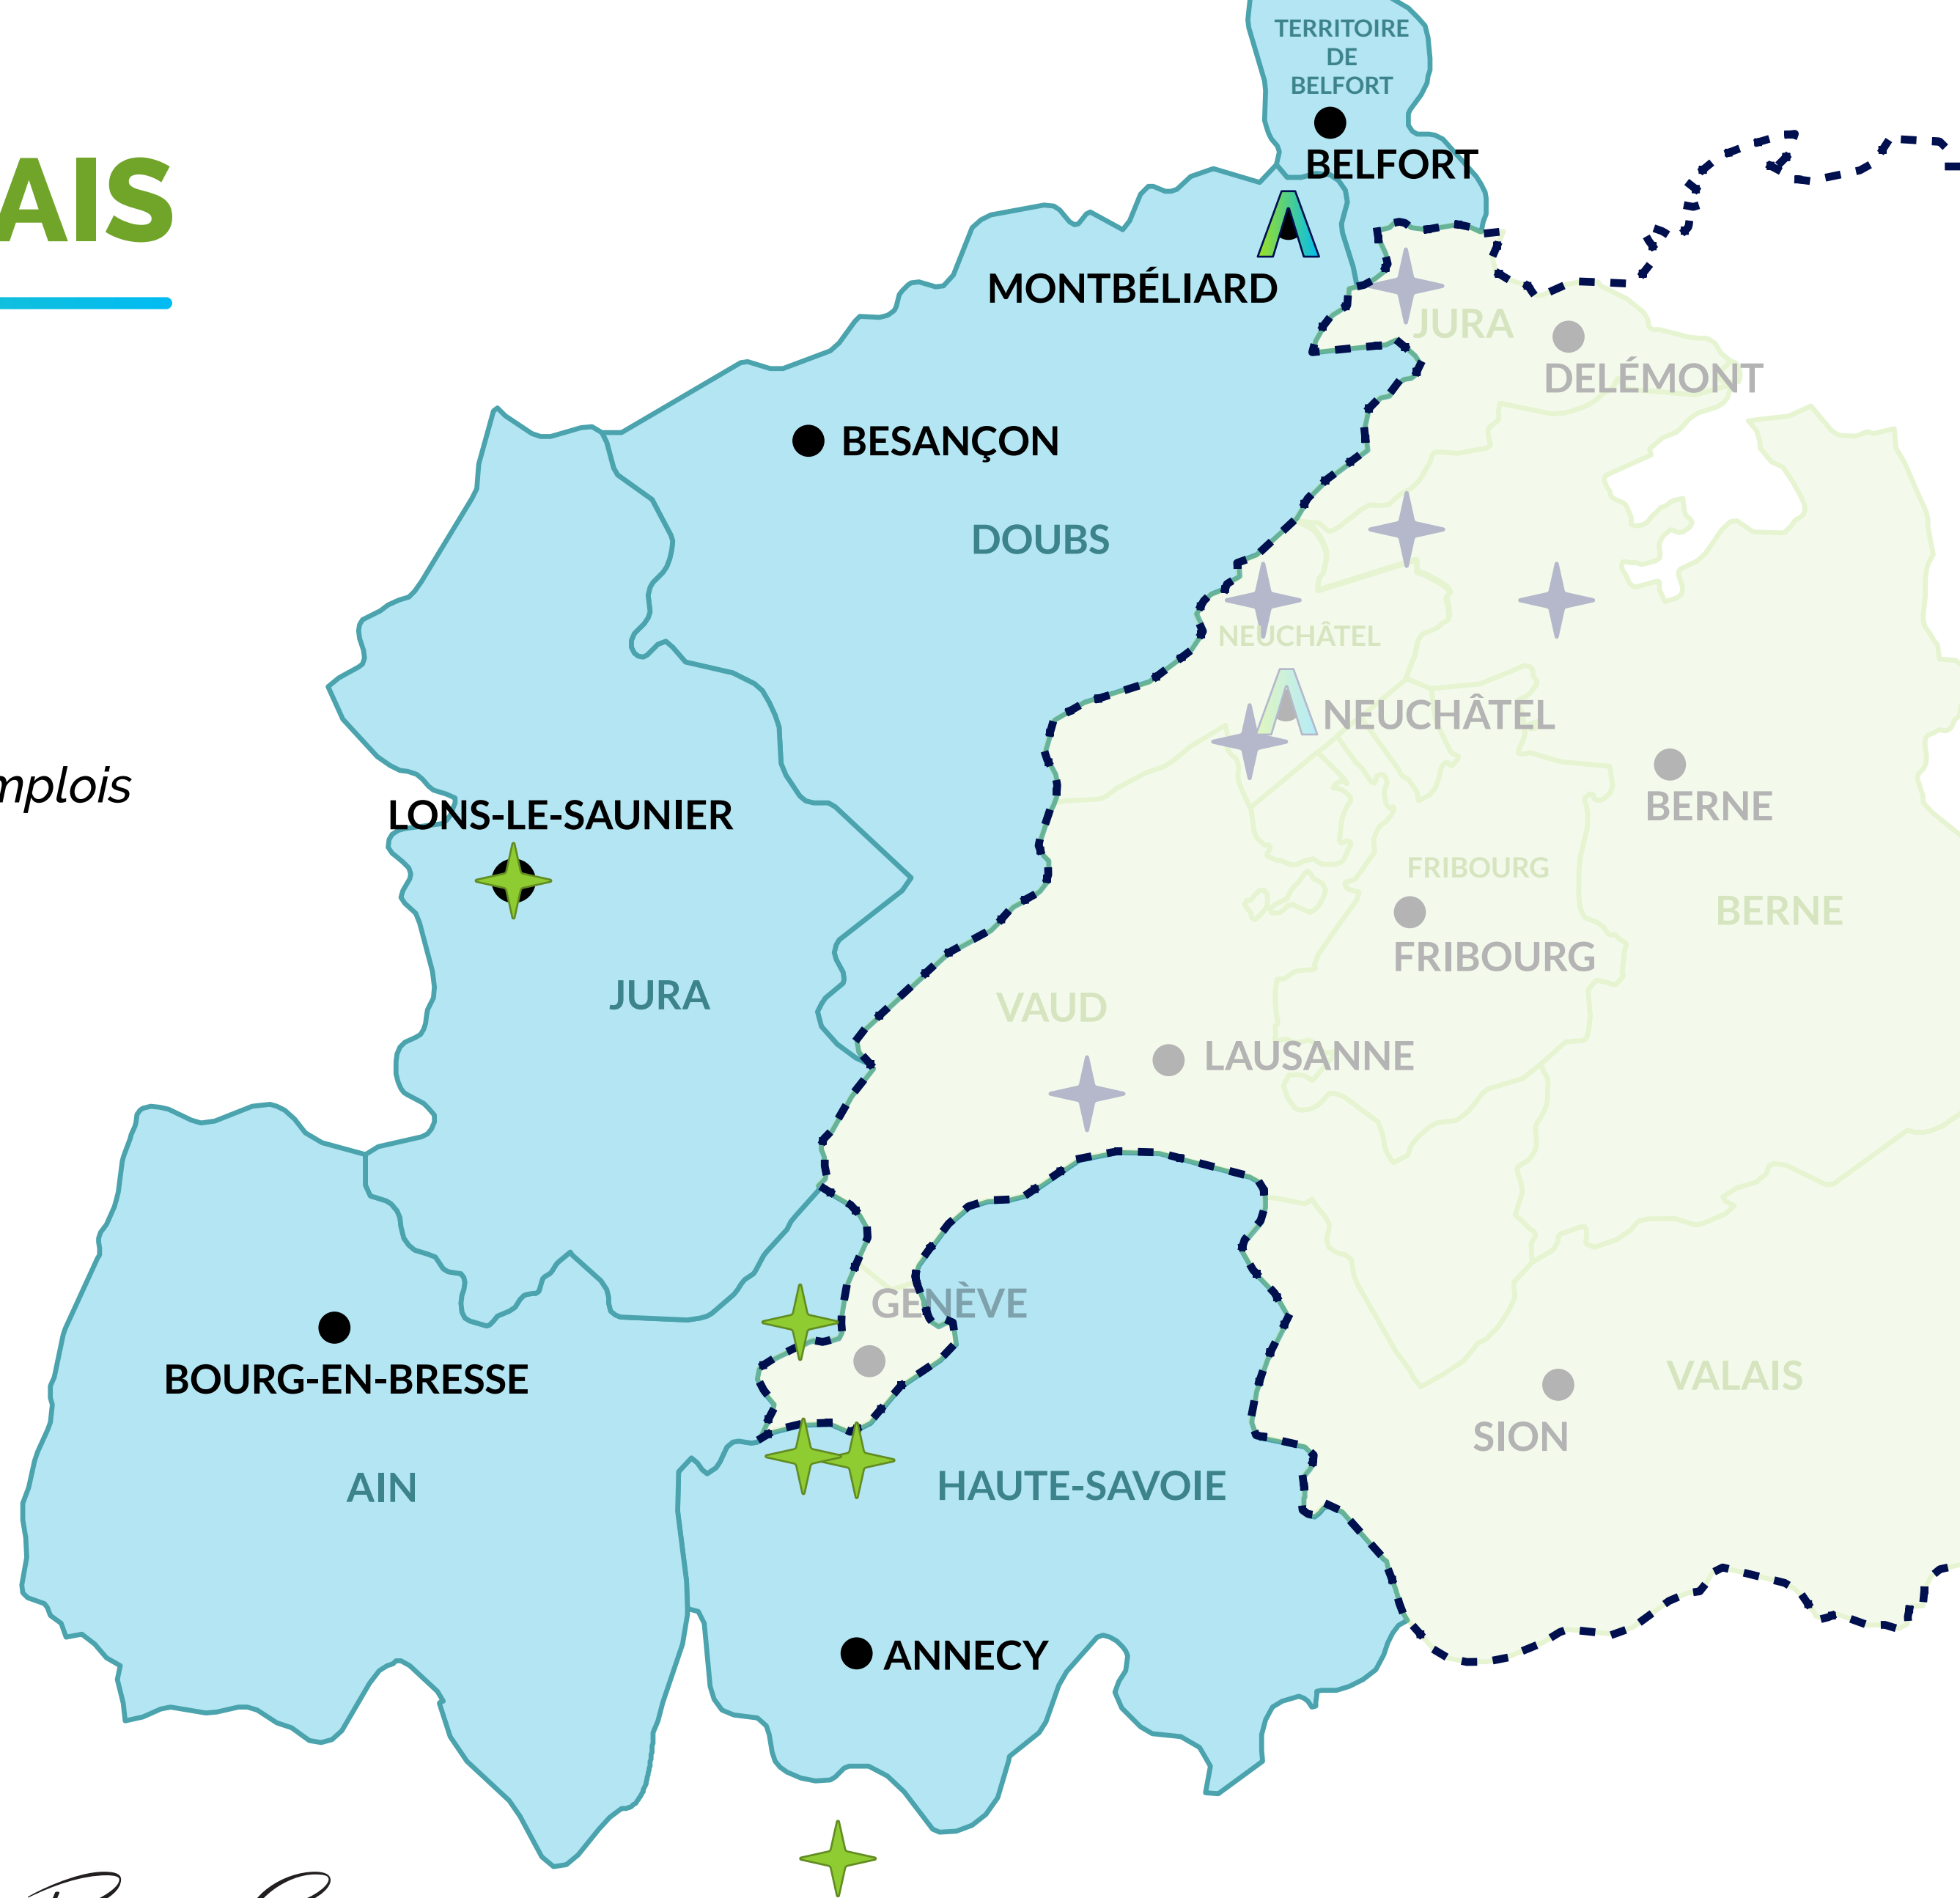 TERRITOIRE
DE
BELFORT
BELFORT
AIS
MONTBÉLIARD
JURA
DELÉMONT
BESANÇON
DOUBS
NEUCHÂTEL
NEUCHÂTEL
mplois
LONS-LE-SAUNIER
BERNE
FRIBOURG
BERNE
FRIBOURG
JURA
VAUD
LAUSANNE
GENÈVE
BOURG-EN-BRESSE
VALAIS
SION
AIN
HAUTE-SAVOIE
ANNECY